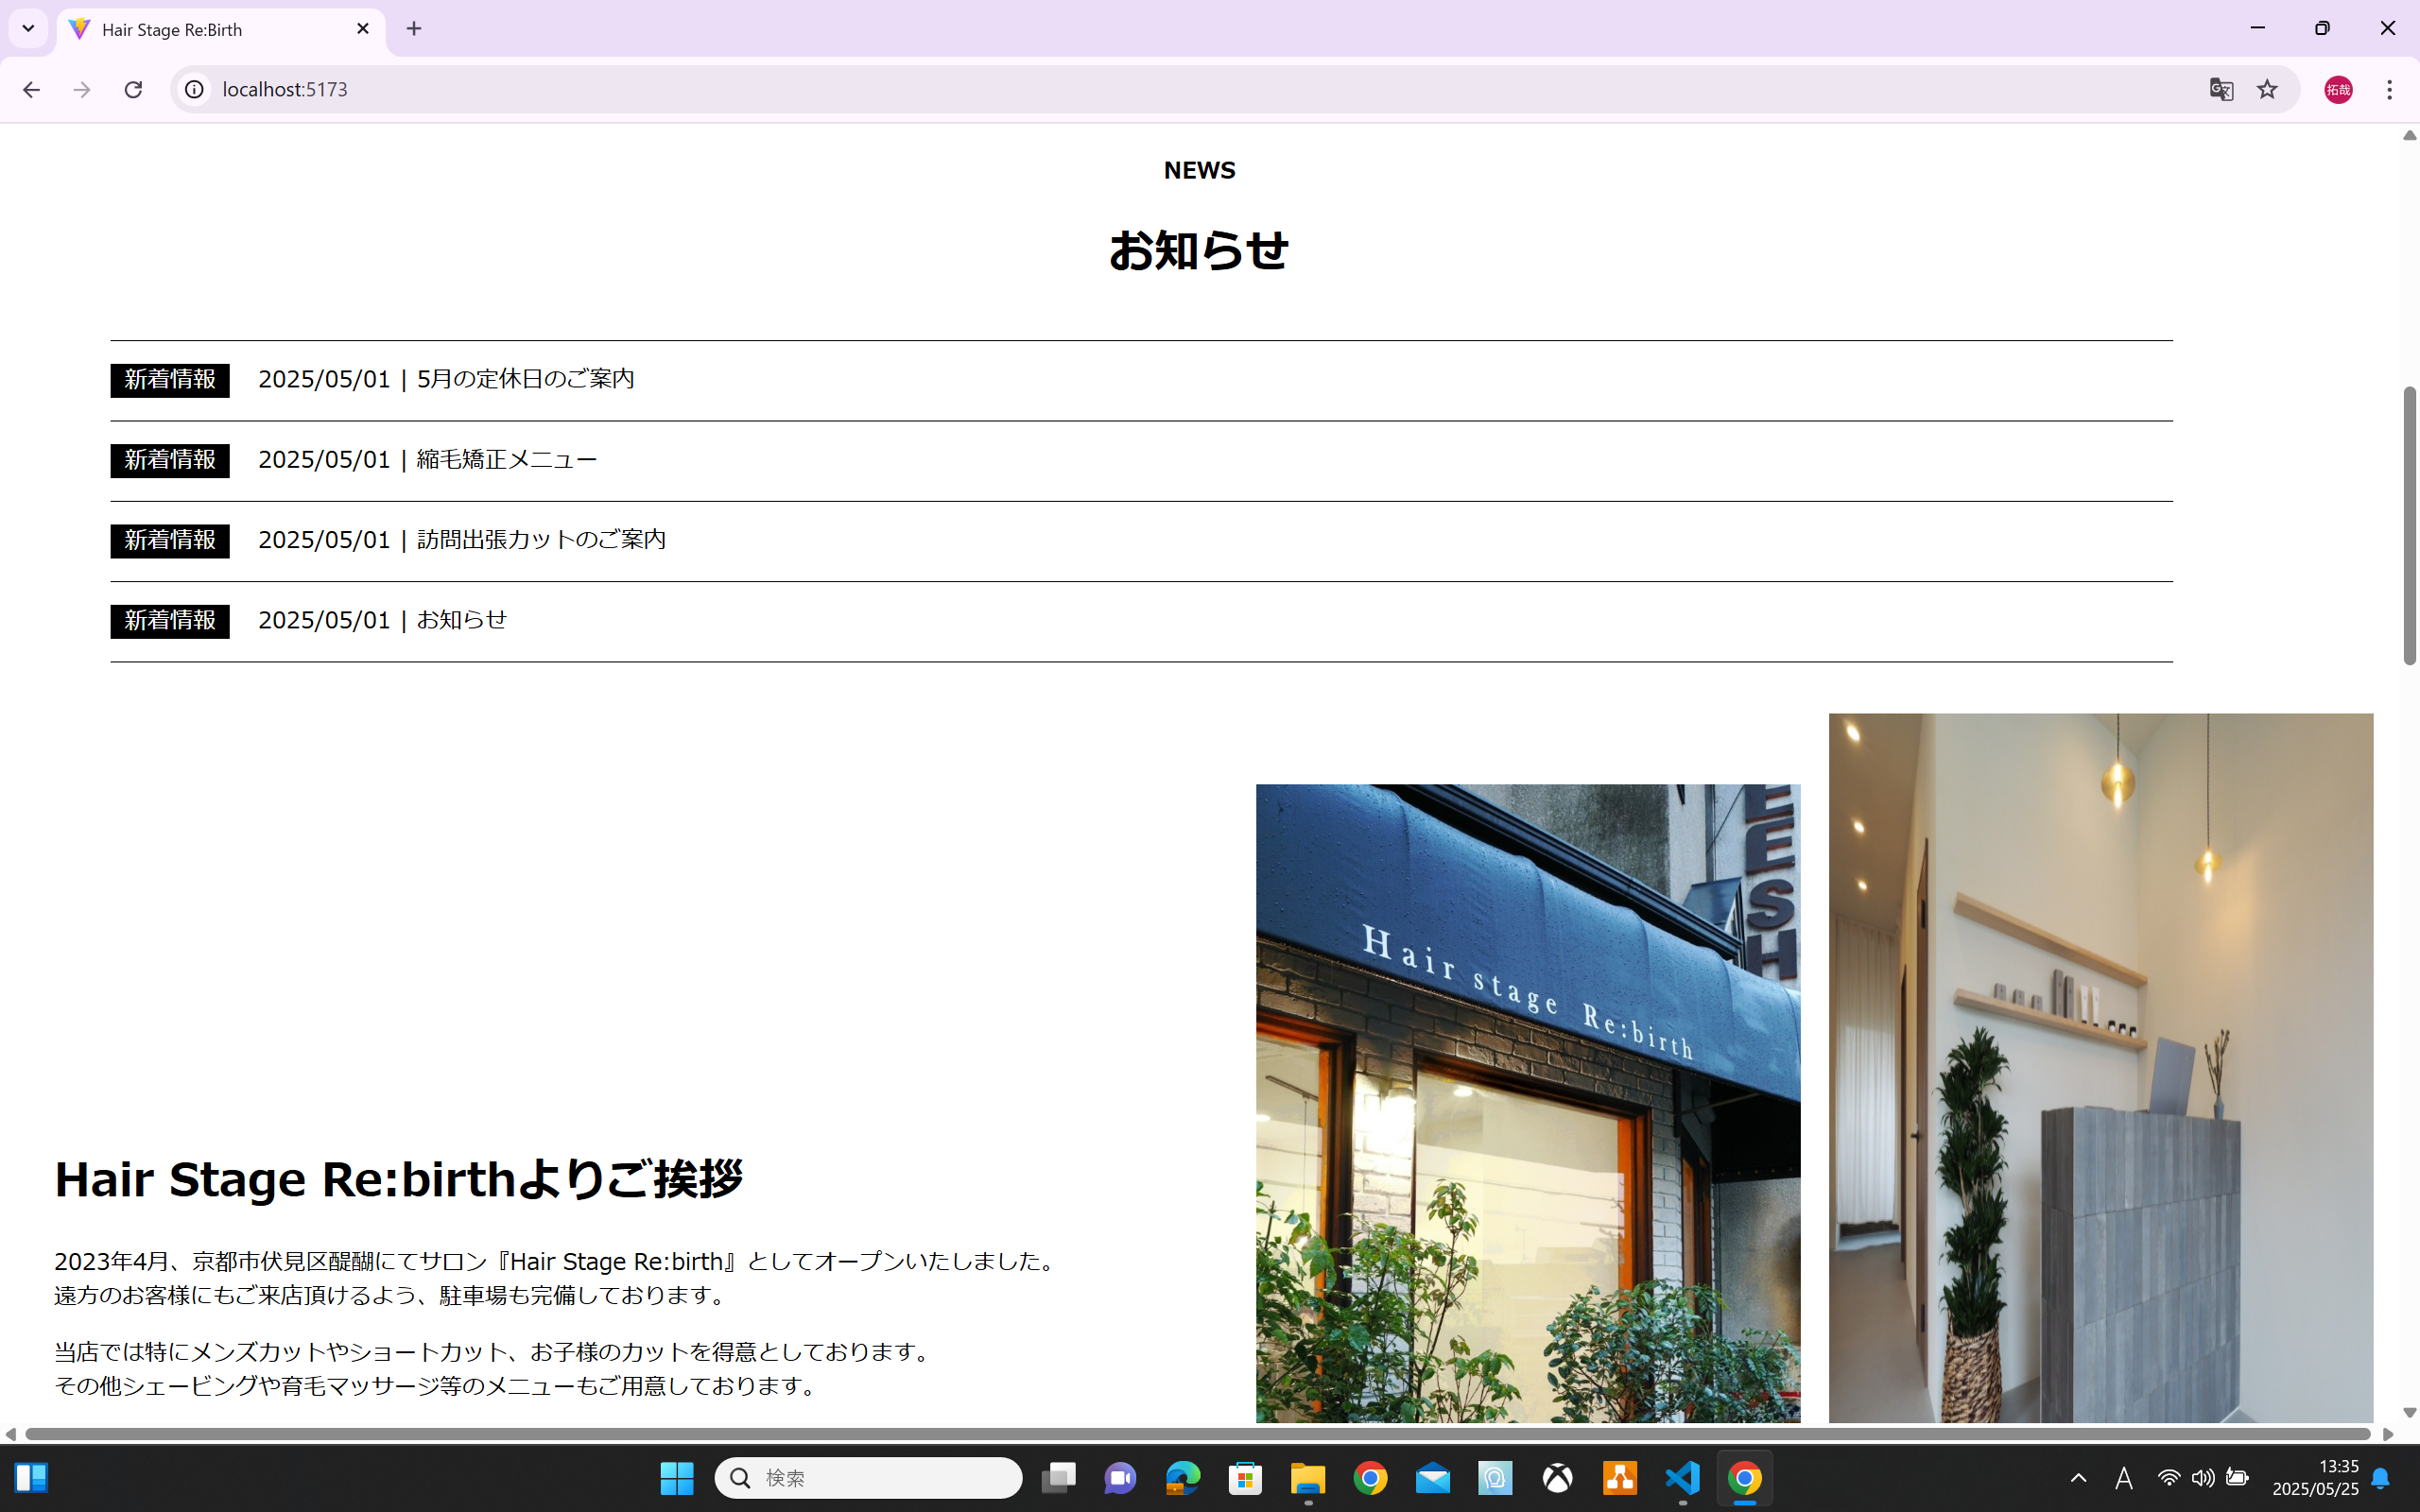 Hair Stage Re:Birth
localhost:5173
拓哉
NEWS
お知らせ
新着情報 2025/05/01 | 5月の定休日のご案内
新着情報 2025/05/01 | 縮毛矯正メニュー
新着情報 2025/05/01 | 訪問出張カットのご案内
新着情報 2025/05/01 | お知らせ
ESH
Hair stage Re:birth
Hair Stage Re:birthよりご挨拶
2023年4月、京都市伏見区醍醐にてサロン『Hair Stage Re:birth』としてオープンいたしました。
遠方のお客様にもご来店頂けるよう、駐車場も完備しております。
当店では特にメンズカットやショートカット、お子様のカットを得意としております。
その他シェービングや育毛マッサージ等のメニューもご用意しております。
検索
A
13:35
2025/05/25